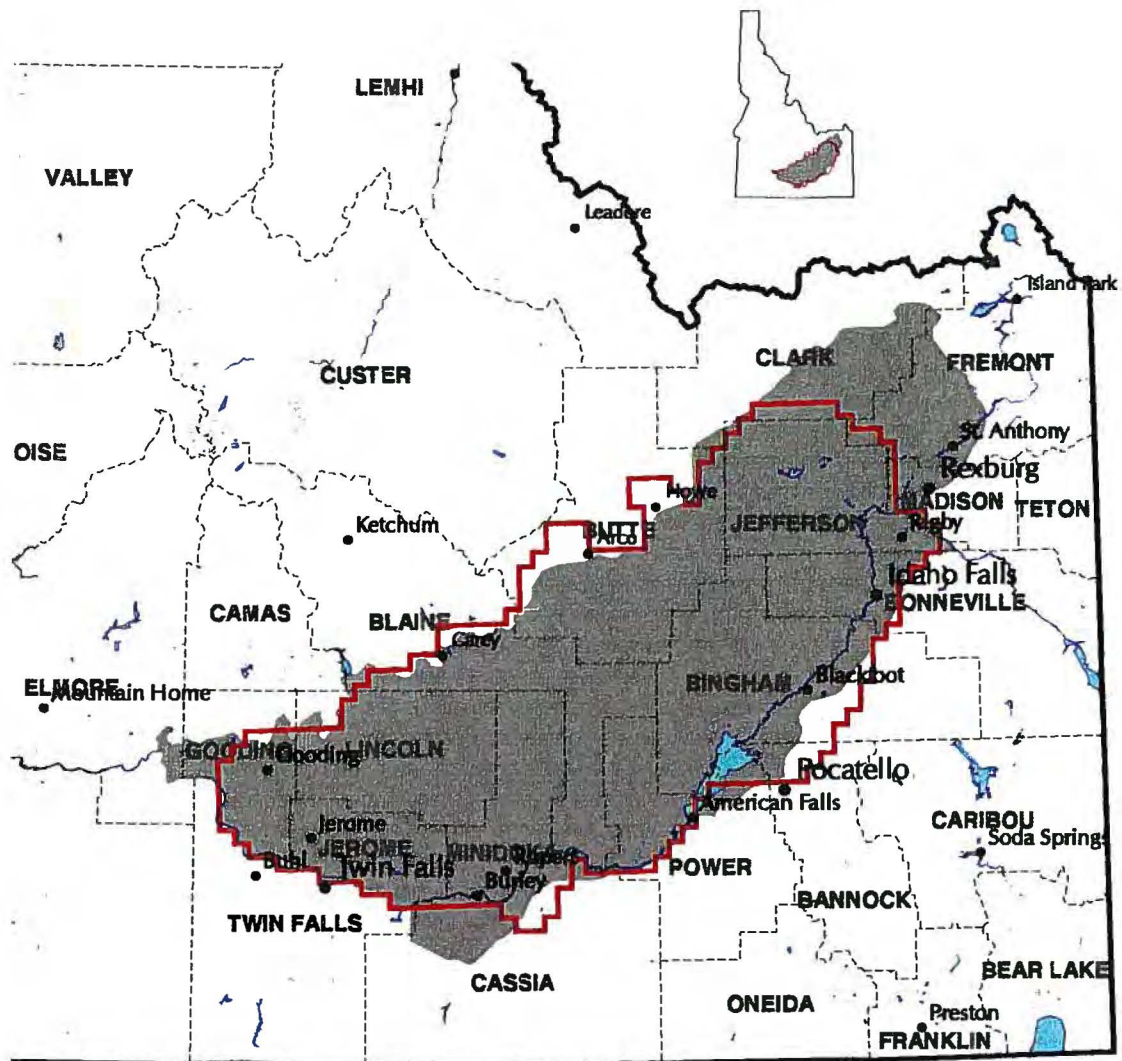 LEMHI
VALLEY
Leadore
Island Park
CLARK
FREMONT
CUSTER
OISE
St. Anthony
Rexburg
Howe
MADISON
TETON
Ketchum
BUTTE
JEFFERSON
Rigby
Arco
Idaho Falls
BONNEVILLE
CAMAS
BLAINE
Carey
BINGHAM
Blackfoot
ELMORE
Mountain Home
GOODING
LINCOLN
Gooding
Pocatello
American Falls
Jerome
JEROME
CARIBOU
Soda Springs
MINIDOKA
Rupert
Buhl
Twin Falls
POWER
Burley
BANNOCK
TWIN FALLS
BEAR LAKE
CASSIA
ONEIDA
Preston
FRANKLIN